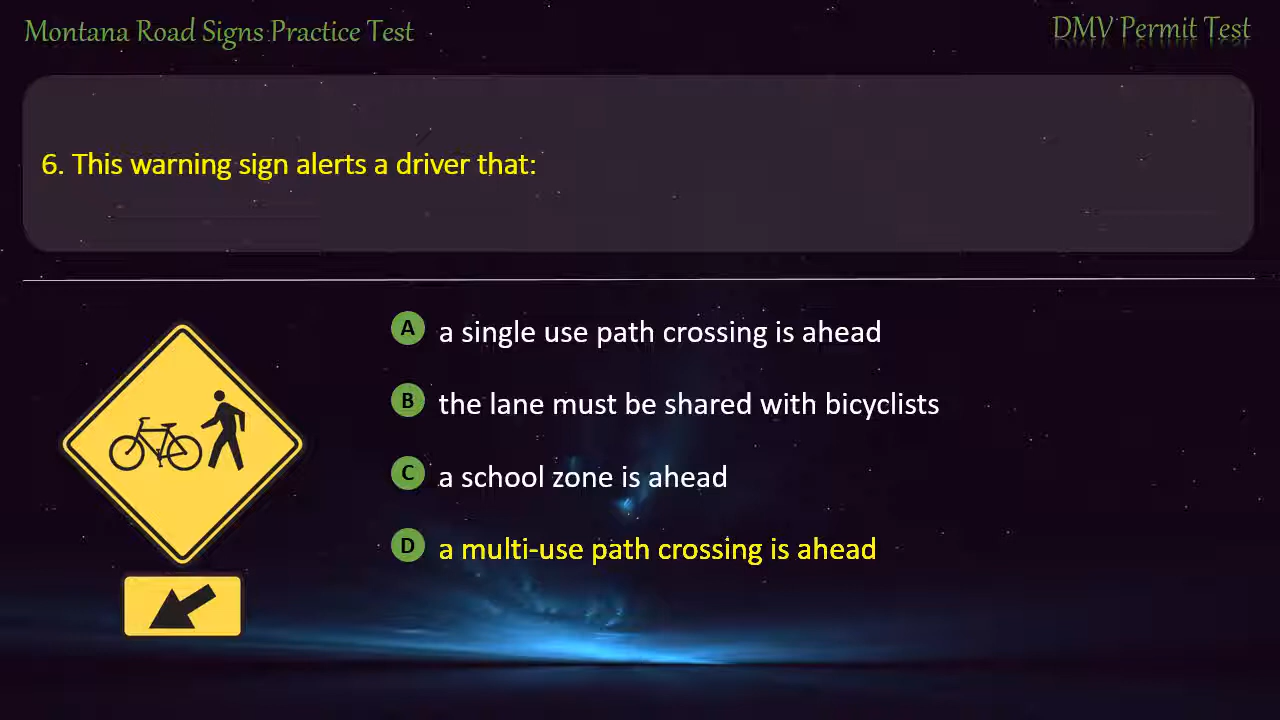 Montana Road Signs Practice Test
DMV Permit Test
6. This warning sign alerts a driver that:
A a single use path crossing is ahead
B the lane must be shared with bicyclists
C a school zone is ahead
D a multi-use path crossing is ahead